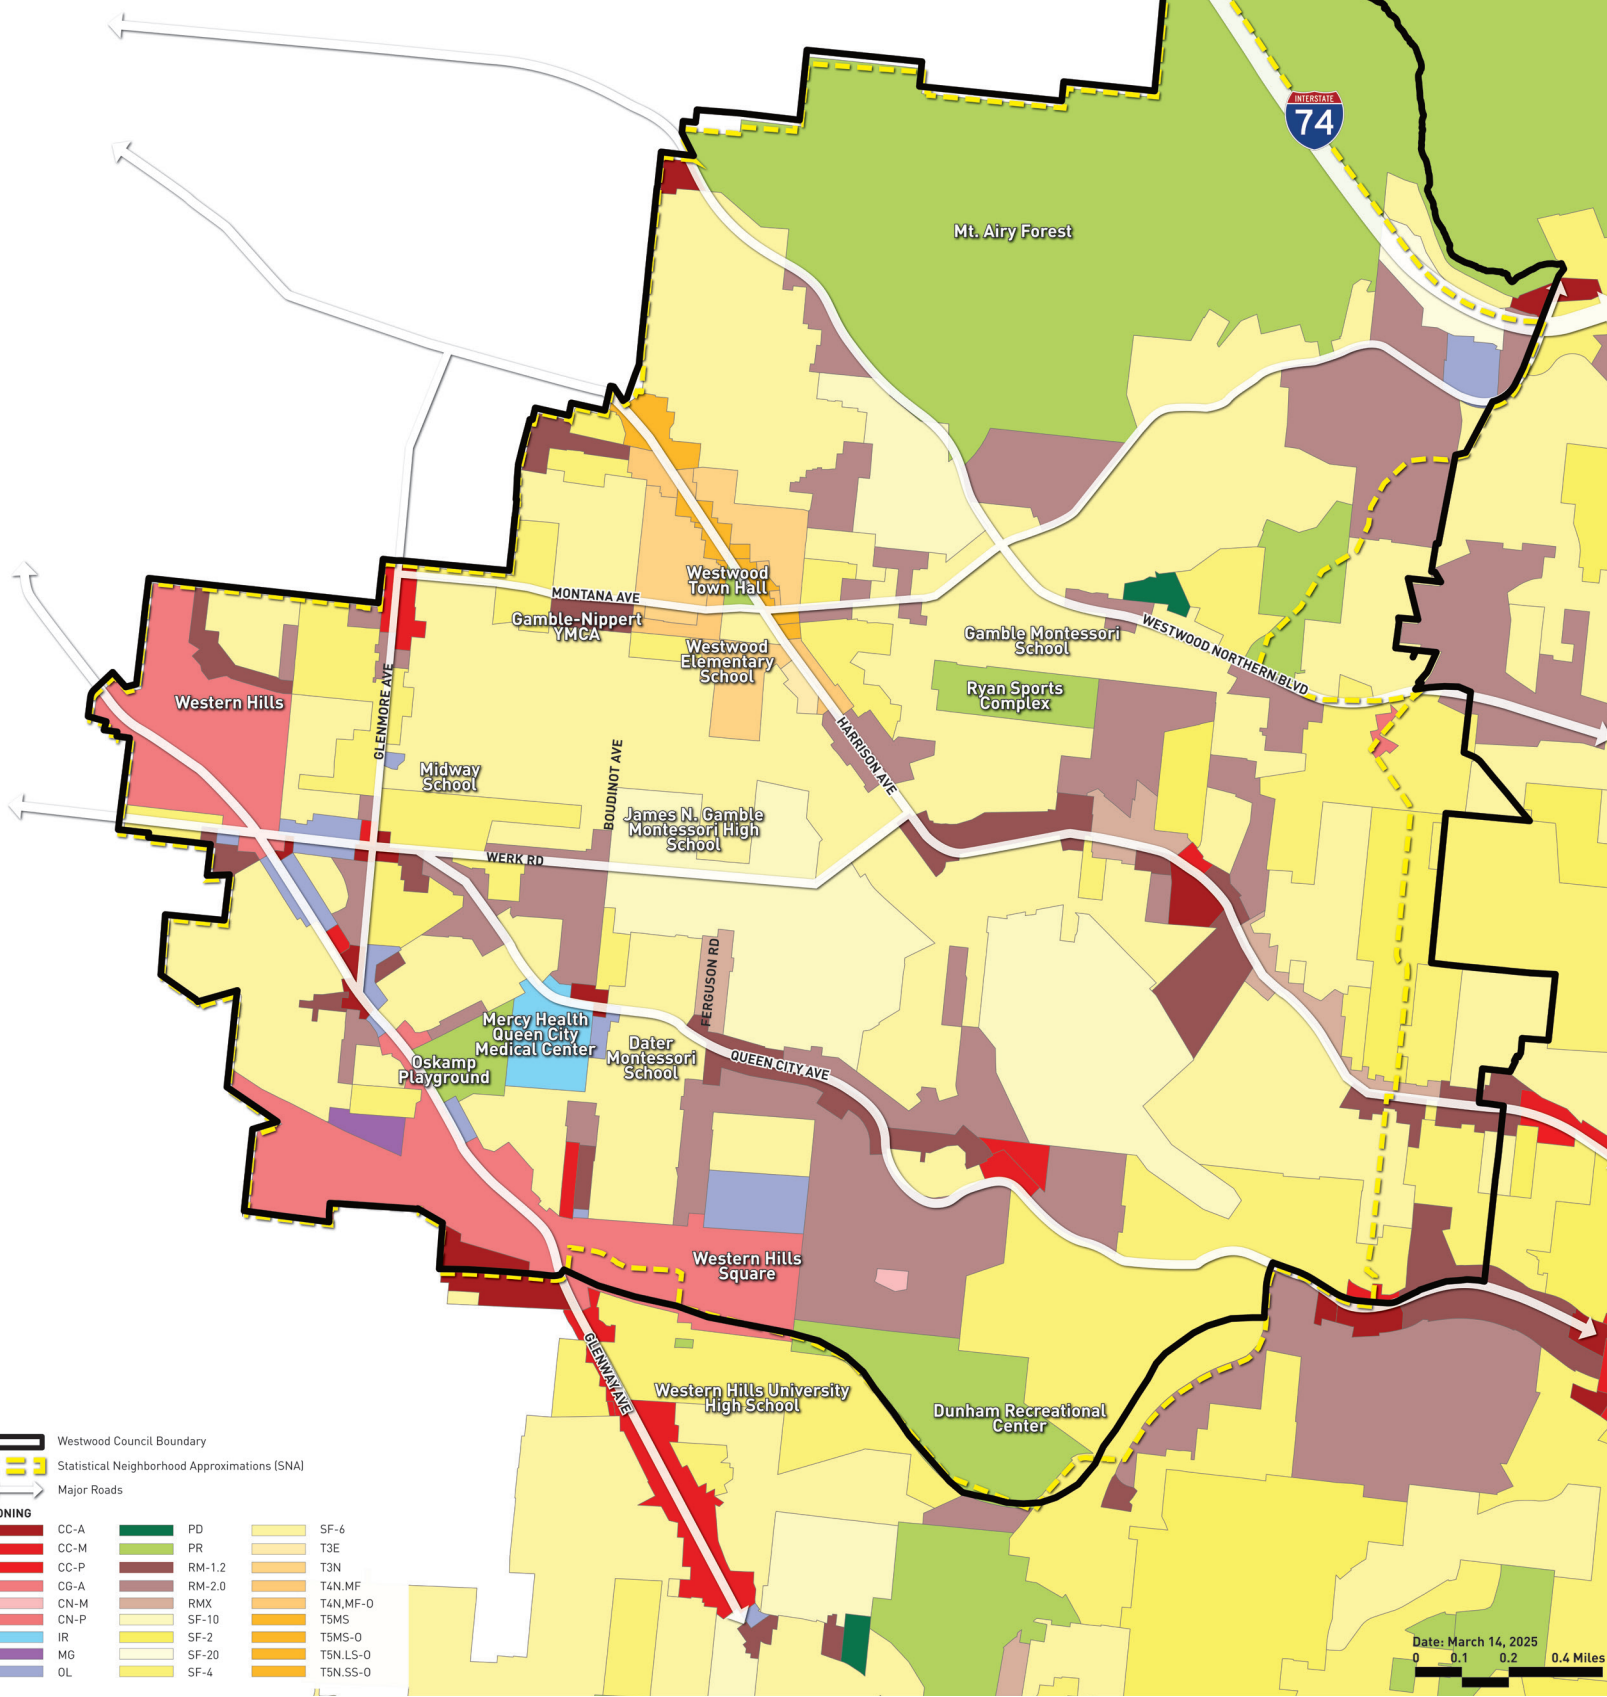 INTERSTATE
74
Mt. Airy Forest
Westwood
Town Hall
MONTANA AVE
Gamble-Nippert
YMCA
Westwood
Elementary
School
Gamble Montessori
School
WESTWOOD NORTHERN BLVD
Ryan Sports
Complex
Western Hills
GLENMORE AVE
HARRISON AVE
Midway
School
BOUDINOT AVE
James N. Gamble
Montessori High
School
WERK RD
FERGUSON RD
Mercy Health
Queen City
Medical Center
Dater
Montessori
School
Oskamp
Playground
QUEEN CITY AVE
Western Hills
Square
GLENWAY AVE
Western Hills University
High School
Dunham Recreational
Center
Westwood Council Boundary
Statistical Neighborhood Approximations (SNA)
Major Roads
ONING
CC-A
CC-M
CC-P
CG-A
CN-M
CN-P
IR
MG
OL
PD
PR
RM-1.2
RM-2.0
RMX
SF-10
SF-2
SF-20
SF-4
SF-6
T3E
T3N
T4N.MF
T4N,MF-O
T5MS
T5MS-O
T5N.LS-O
T5N.SS-O
Date: March 14, 2025
0 0.1 0.2 0.4 Miles